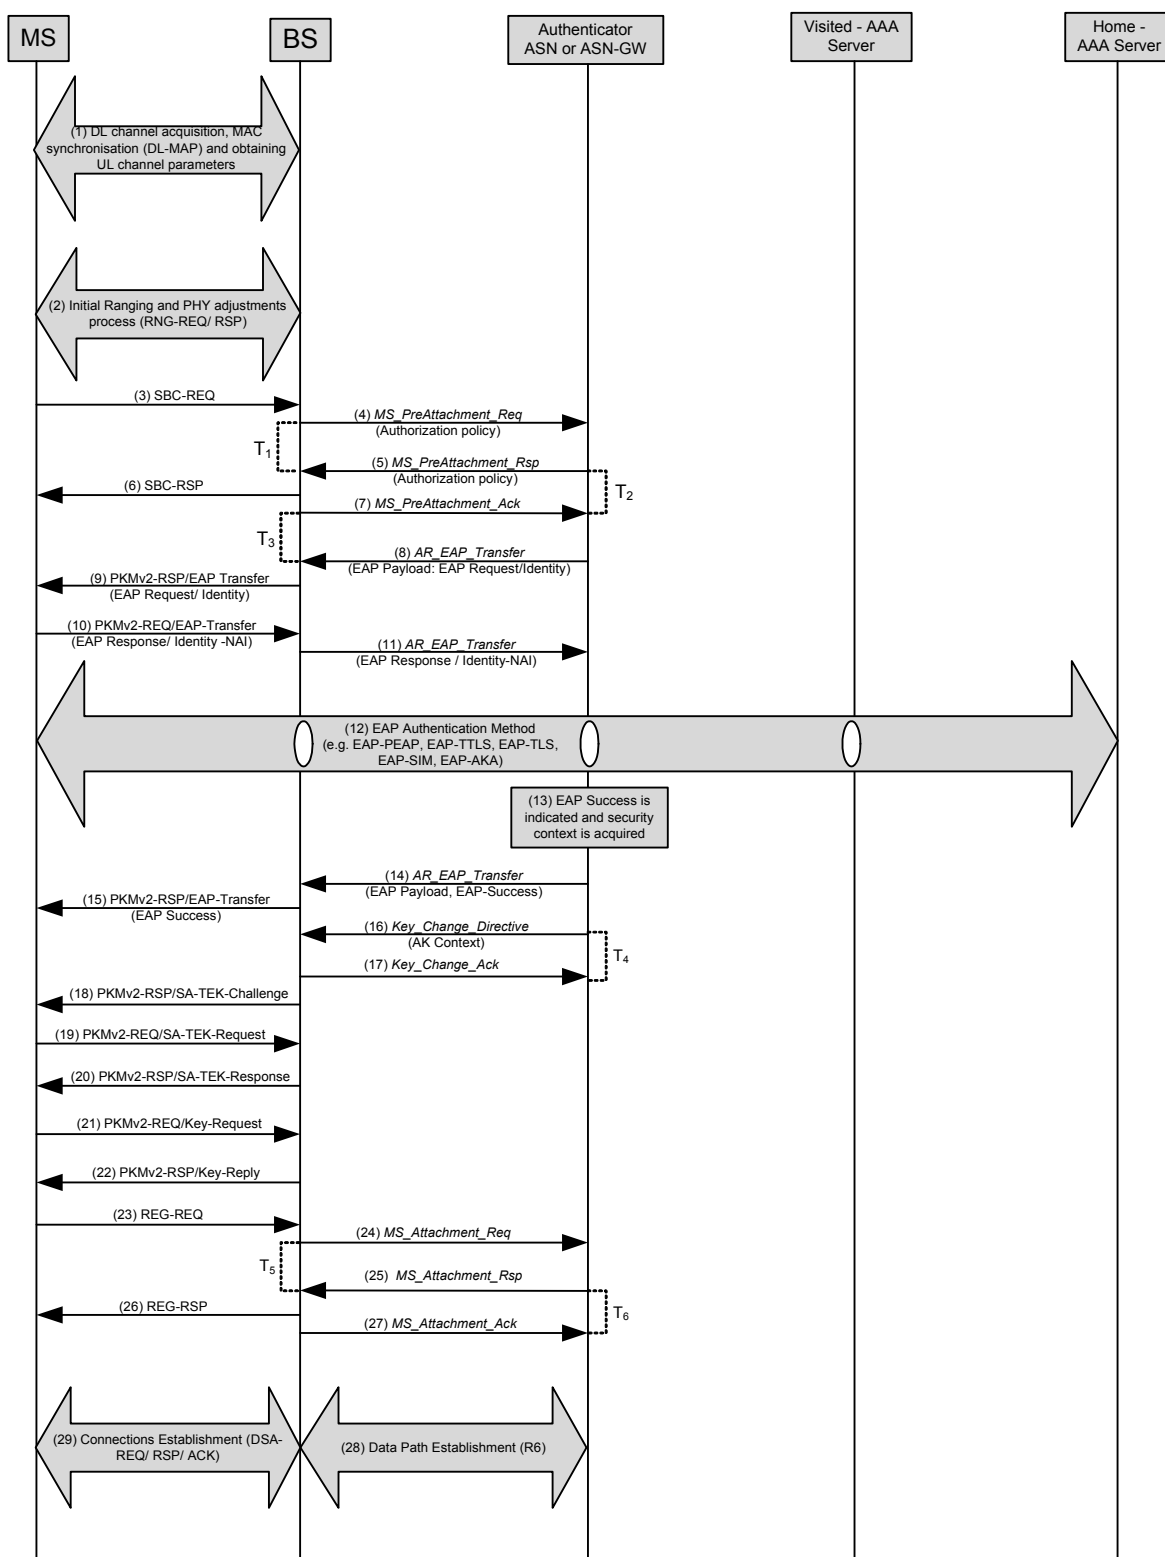 MS
BS
Authenticator
ASN or ASN-GW
Visited - AAA
Server
Home -
AAA Server
(1) DL channel acquisition, MAC
synchronisation (DL-MAP) and obtaining
UL channel parameters
(2) Initial Ranging and PHY adjustments
process (RNG-REQ/ RSP)
(3) SBC-REQ
(4) MS_PreAttachment_Req
(Authorization policy)
T1
(5) MS_PreAttachment_Rsp
(Authorization policy)
(6) SBC-RSP
T2
(7) MS_PreAttachment_Ack
T3
(8) AR_EAP_Transfer
(EAP Payload: EAP Request/Identity)
(9) PKMv2-RSP/EAP Transfer
(EAP Request/ Identity)
(10) PKMv2-REQ/EAP-Transfer
(EAP Response/ Identity -NAI)
(11) AR_EAP_Transfer
(EAP Response / Identity-NAI)
(12) EAP Authentication Method
(e.g. EAP-PEAP, EAP-TTLS, EAP-TLS,
EAP-SIM, EAP-AKA)
(13) EAP Success is
indicated and security
context is acquired
(14) AR_EAP_Transfer
(EAP Payload, EAP-Success)
(15) PKMv2-RSP/EAP-Transfer
(EAP Success)
(16) Key_Change_Directive
(AK Context)
T4
(17) Key_Change_Ack
(18) PKMv2-RSP/SA-TEK-Challenge
(19) PKMv2-REQ/SA-TEK-Request
(20) PKMv2-RSP/SA-TEK-Response
(21) PKMv2-REQ/Key-Request
(22) PKMv2-RSP/Key-Reply
(23) REG-REQ
(24) MS_Attachment_Req
T5
(25) MS_Attachment_Rsp
(26) REG-RSP
T6
(27) MS_Attachment_Ack
(29) Connections Establishment (DSA-
REQ/ RSP/ ACK)
(28) Data Path Establishment (R6)